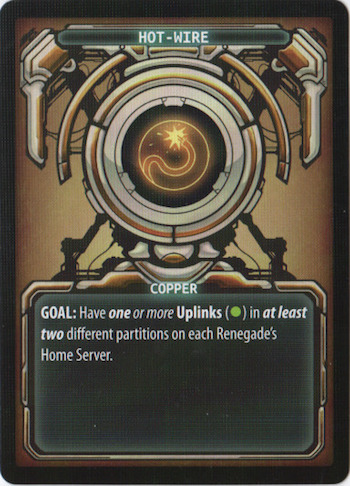 HOT-WIRE
COPPER
GOAL: Have one or more Uplinks (●) in at least
two different partitions on each Renegade's
Home Server.